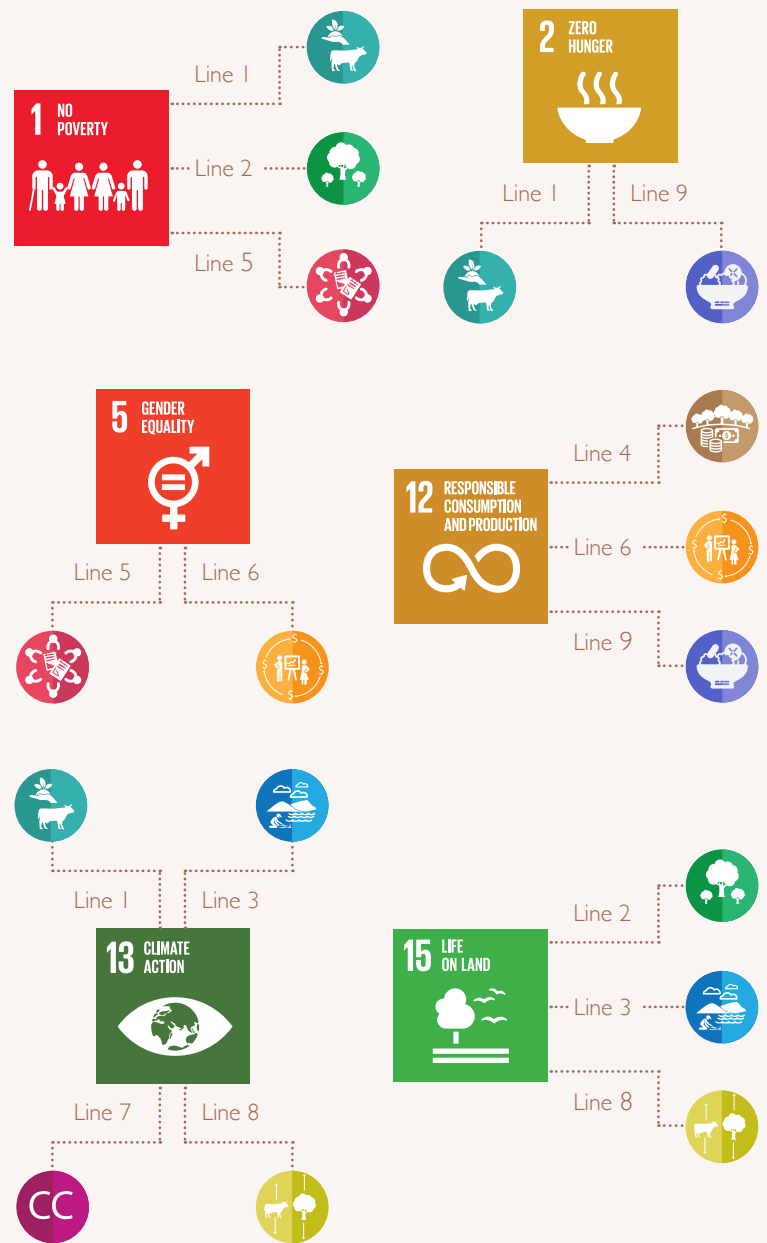 1 NO
POVERTY
Line 1
Line 2
Line 5
2 ZERO
HUNGER
Line 1 Line 9
5 GENDER
EQUALITY
Line 5 Line 6
$
$
$
$
12 RESPONSIBLE
CONSUMPTION
AND PRODUCTION
Line 4
$
Line 6
$
$
$
$
Line 9
Line 1 Line 3
13 CLIMATE
ACTION
Line 7 Line 8
CC
15 LIFE
ON LAND
Line 2
Line 3
Line 8